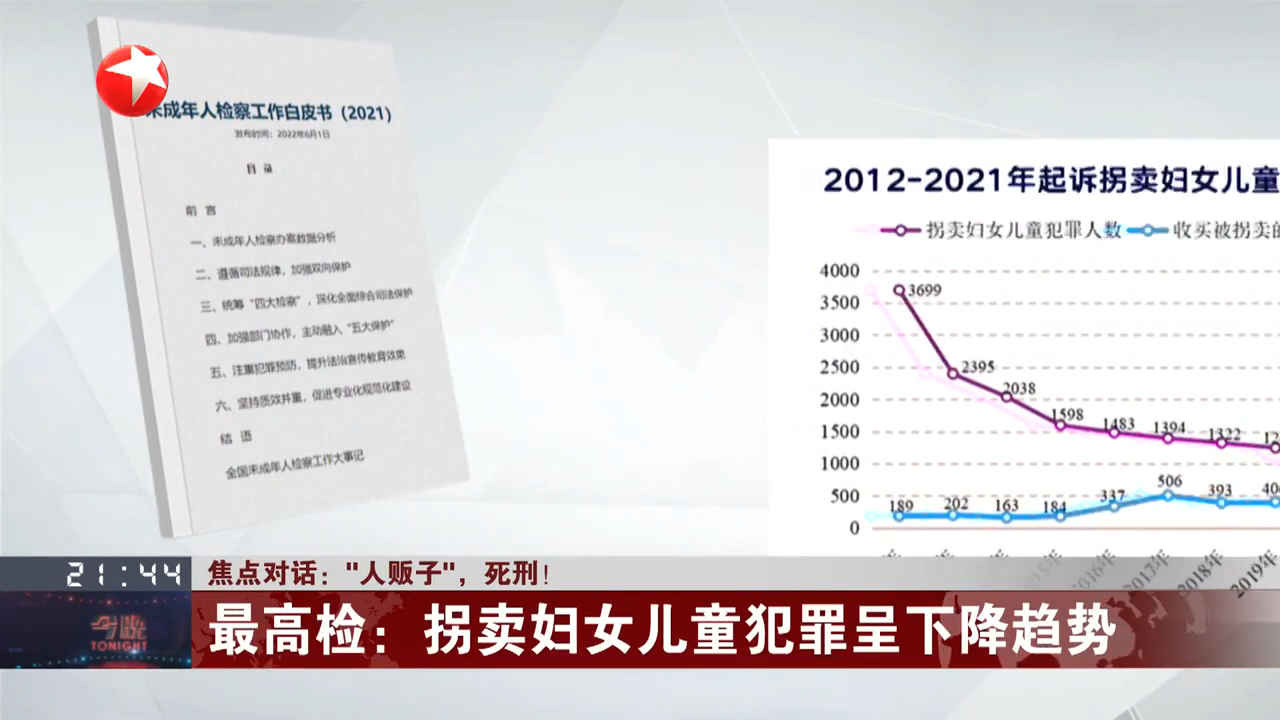 未成年人检察工作白皮书（2021）
发布时间：2022年6月1日
目 录
前 言
一、未成年人检察办案数据分析
二、遵循司法规律，加强双向保护
三、统筹“四大检察”，深化全面综合司法保护
四、加强部门协作，主动融入“五大保护”
五、注重犯罪预防，提升法治宣传教育效果
六、坚持质效并重，促进专业化规范化建设
结 语
全国未成年人检察工作大事记
2012-2021年起诉拐卖妇女儿童
拐卖妇女儿童犯罪人数 收买被拐卖的
4000
3500
3000
2500
2000
1500
1000
500
0
3699
2395
2038
1598
1483
1394
1322
189
202
163
184
337
506
393
2016年
2017年
2018年
2019年
21:44
焦点对话："人贩子"，死刑！
今晚
TONIGHT
最高检：拐卖妇女儿童犯罪呈下降趋势